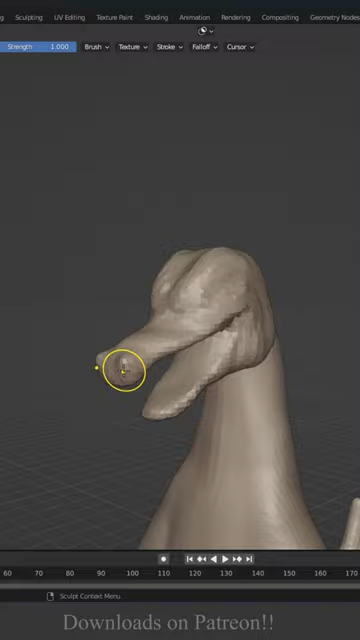 Sculpting UV Editing Texture Paint Shading Animation Rendering Compositing Geometry Nodes
Strength 1.000 Brush Texture Stroke Falloff Cursor
60 70 80 90 100 110 120 130 140 150 160 170
Sculpt Context Menu
Downloads on Patreon!!